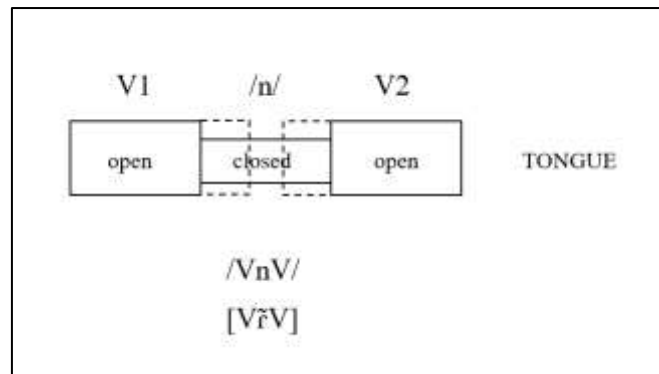 V1 /n/ V2
open closed open TONGUE
/VnV/
[Vr̃V]